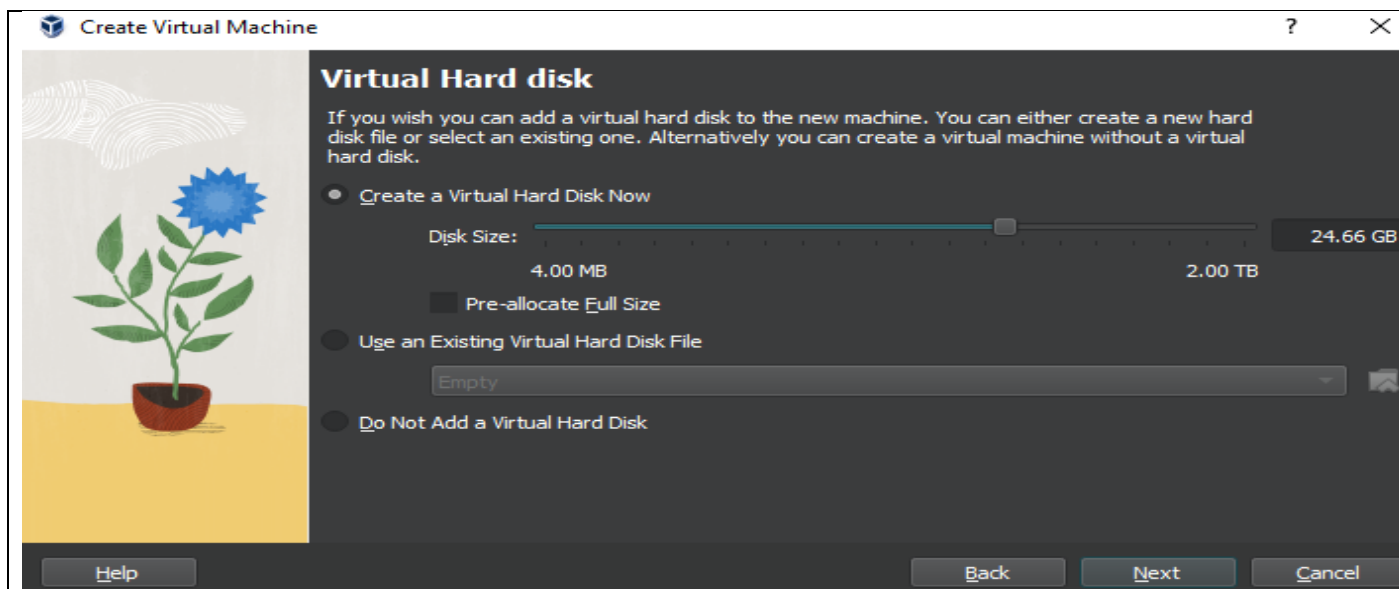 Create Virtual Machine
?
Virtual Hard disk
If you wish you can add a virtual hard disk to the new machine. You can either create a new hard
disk file or select an existing one. Alternatively you can create a virtual machine without a virtual
hard disk.
Create a Virtual Hard Disk Now
Disk Size:
24.66 GB
4.00 MB
2.00 TB
Pre-allocate Full Size
Use an Existing Virtual Hard Disk File
Empty
Do Not Add a Virtual Hard Disk
Help
Back
Next
Cancel